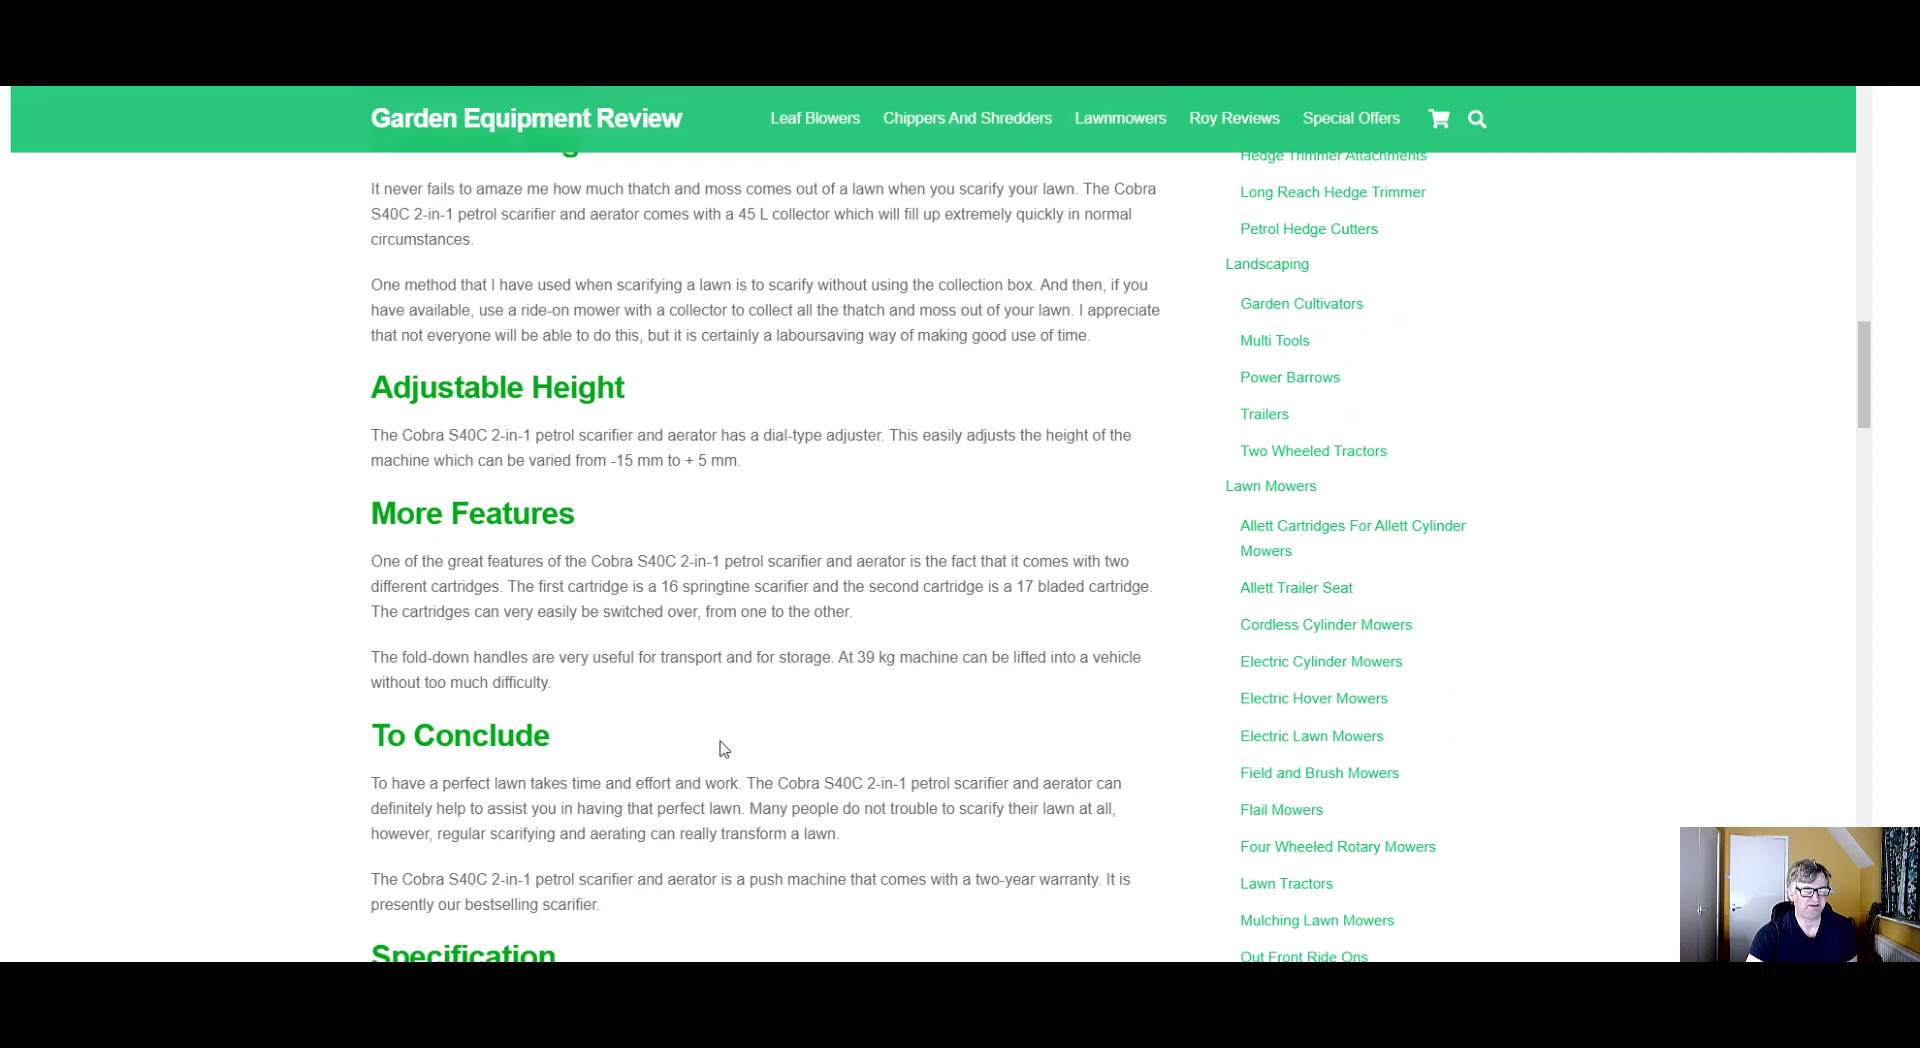 Garden Equipment Review
Leaf Blowers
Chippers And Shredders
Lawnmowers
Roy Reviews
Special Offers
It never fails to amaze me how much thatch and moss comes out of a lawn when you scarify your lawn. The Cobra
S40C 2-in-1 petrol scarifier and aerator comes with a 45 L collector which will fill up extremely quickly in normal
circumstances.
One method that I have used when scarifying a lawn is to scarify without using the collection box. And then, if you
have available, use a ride-on mower with a collector to collect all the thatch and moss out of your lawn. I appreciate
that not everyone will be able to do this, but it is certainly a laboursaving way of making good use of time.
Adjustable Height
The Cobra S40C 2-in-1 petrol scarifier and aerator has a dial-type adjuster. This easily adjusts the height of the
machine which can be varied from -15 mm to + 5 mm.
More Features
One of the great features of the Cobra S40C 2-in-1 petrol scarifier and aerator is the fact that it comes with two
different cartridges. The first cartridge is a 16 springtine scarifier and the second cartridge is a 17 bladed cartridge.
The cartridges can very easily be switched over, from one to the other.
The fold-down handles are very useful for transport and for storage. At 39 kg machine can be lifted into a vehicle
without too much difficulty.
To Conclude
To have a perfect lawn takes time and effort and work. The Cobra S40C 2-in-1 petrol scarifier and aerator can
definitely help to assist you in having that perfect lawn. Many people do not trouble to scarify their lawn at all,
however, regular scarifying and aerating can really transform a lawn.
The Cobra S40C 2-in-1 petrol scarifier and aerator is a push machine that comes with a two-year warranty. It is
presently our bestselling scarifier.
Specification
Hedge Trimmer Attachments
Long Reach Hedge Trimmer
Petrol Hedge Cutters
Landscaping
Garden Cultivators
Multi Tools
Power Barrows
Trailers
Two Wheeled Tractors
Lawn Mowers
Allett Cartridges For Allett Cylinder
Mowers
Allett Trailer Seat
Cordless Cylinder Mowers
Electric Cylinder Mowers
Electric Hover Mowers
Electric Lawn Mowers
Field and Brush Mowers
Flail Mowers
Four Wheeled Rotary Mowers
Lawn Tractors
Mulching Lawn Mowers
Out Front Ride Ons